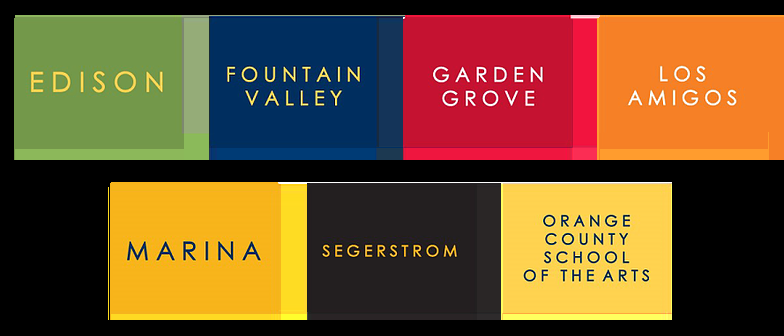 EDISON
FOUNTAIN
VALLEY
GARDEN
GROVE
LOS
AMIGOS
MARINA
SEGERSTROM
ORANGE
COUNTY
SCHOOL
OF THE ARTS